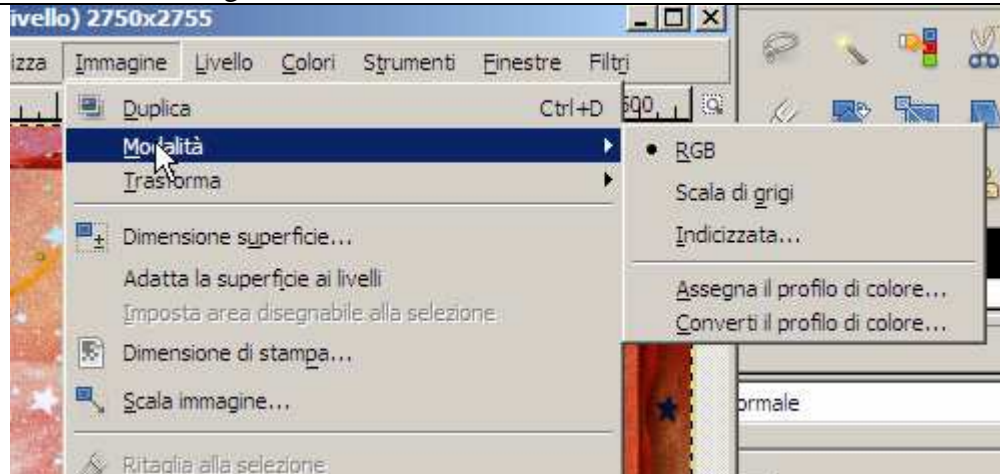 ivello) 2750x2755
izza Immagine Livello Colori Strumenti Finestre Filtri
Duplica Ctrl+D
Modalità
Trasforma
Dimensione superficie...
Adatta la superficie ai livelli
Imposta area disegnabile alla selezione
Dimensione di stampa...
Scala immagine...
Ritaglia alla selezione
RGB
Scala di grigi
Indicizzata...
Assegna il profilo di colore...
Converti il profilo di colore...
ormale